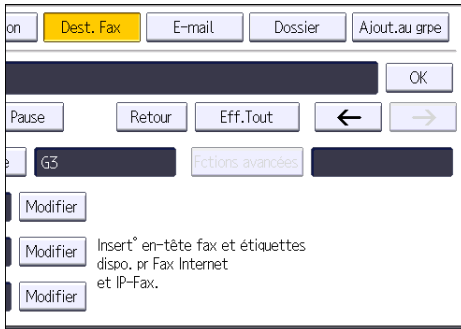 on Dest. Fax E-mail Dossier Ajout.au grpe
OK
Pause Retour Eff.Tout ← →
e G3 Fctions avancées
Modifier
Modifier
Modifier
Insert° en-tête fax et étiquettes
dispo. pr Fax Internet
et IP-Fax.